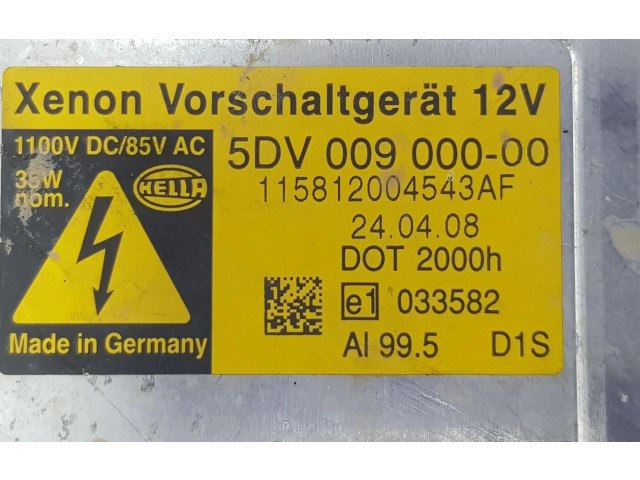 Xenon Vorschaltgerät 12V
1100V DC/85V AC
35W
nom.
HELLA
5DV 009 000-00
115812004543AF
24.04.08
DOT 2000h
e1 033582
Made in Germany
Al 99.5 D1S